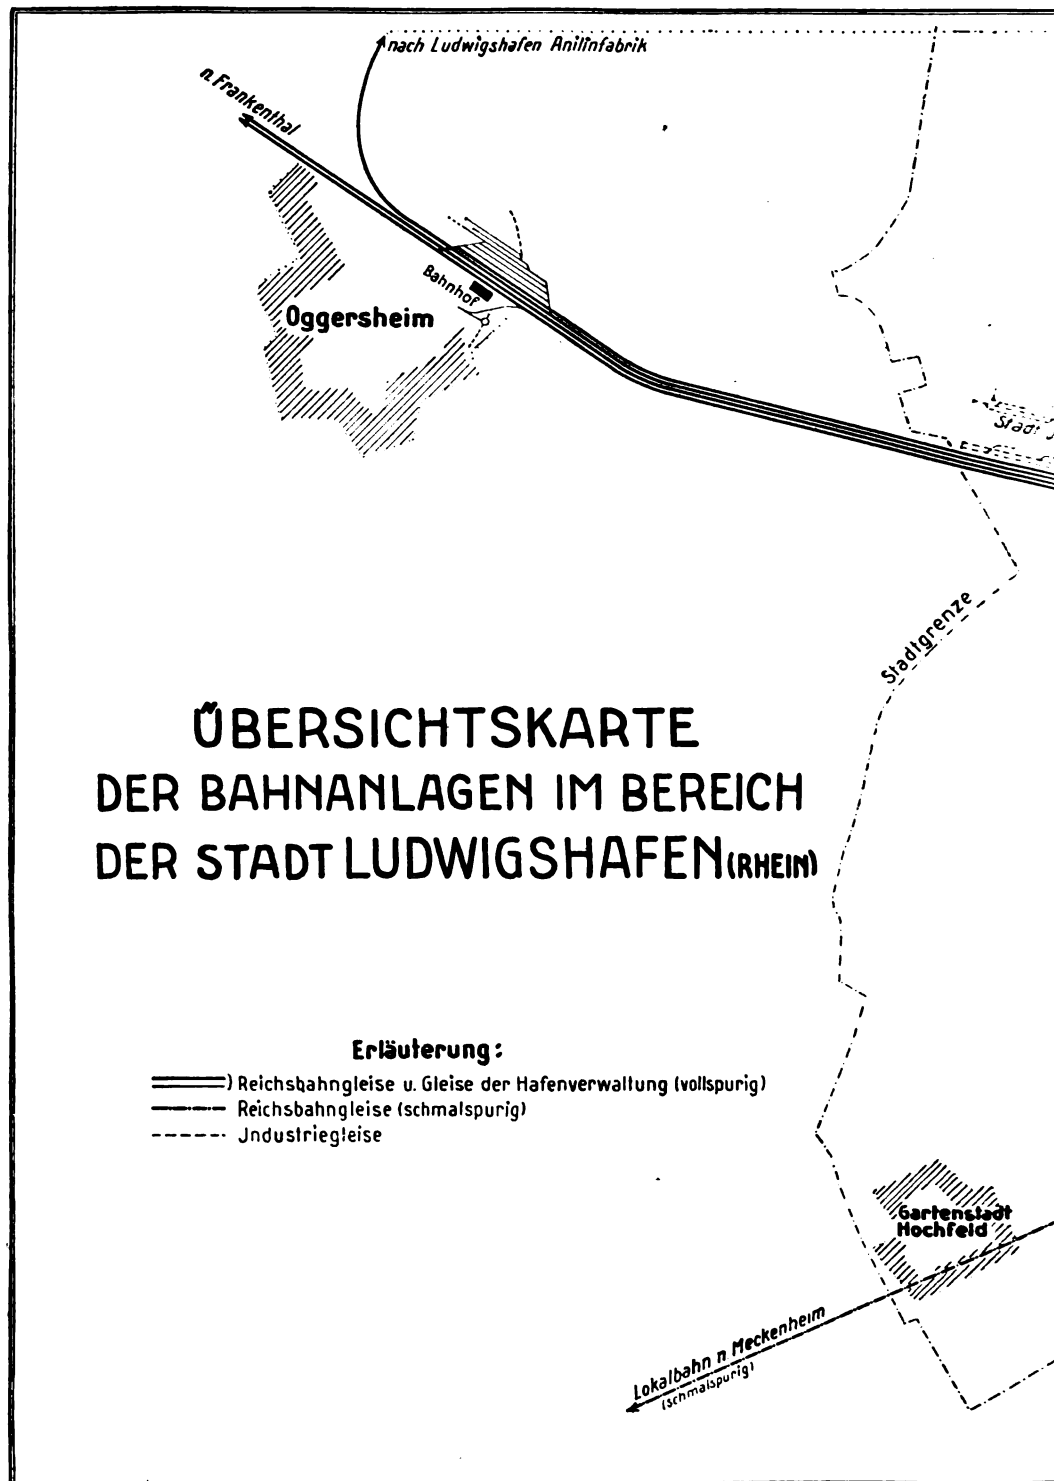 nach Ludwigshafen Anilinfabrik
n. Frankenthal
Bahnhof
Oggersheim
Stadt
Stadtgrenze
ÜBERSICHTSKARTE
DER BAHNANLAGEN IM BEREICH
DER STADT LUDWIGSHAFEN (RHEIN)
Erläuterung:
Reichsbahngleise u. Gleise der Hafenverwaltung (vollspurig)
Reichsbahngleise (schmalspurig)
Jndustriegleise
Gartenstadt
Hochfeld
Lokalbahn n Meckenheim
(schmalspurig)